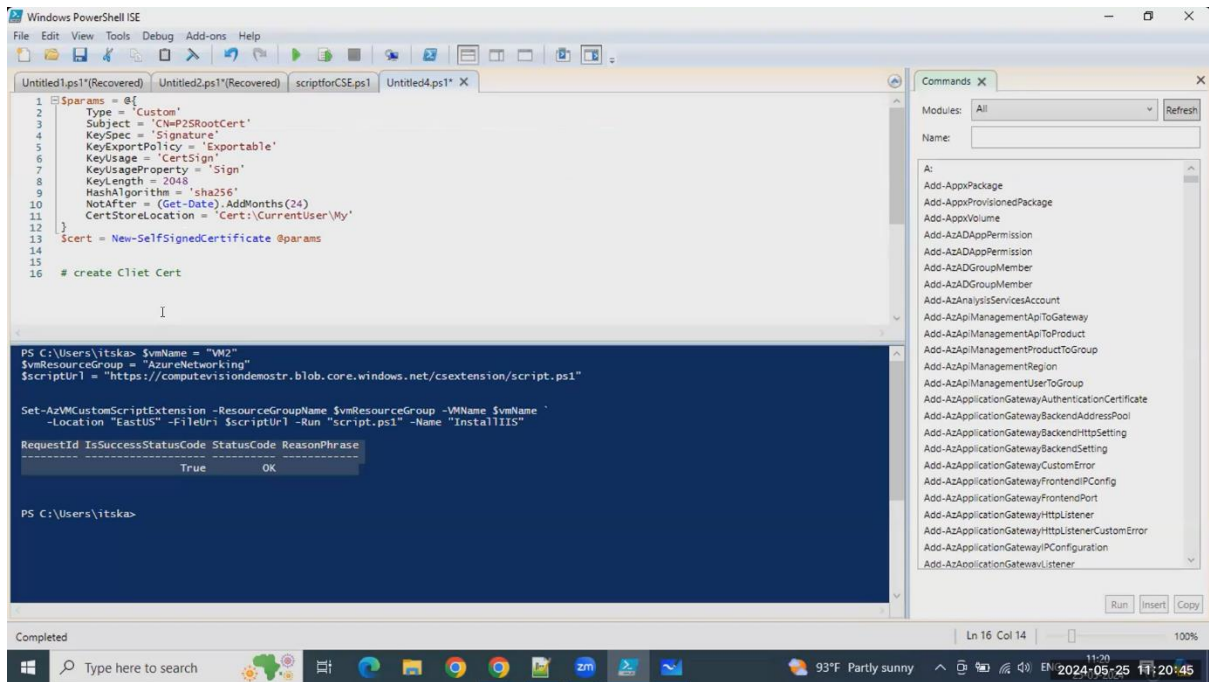 Windows PowerShell ISE
File Edit View Tools Debug Add-ons Help
Untitled1.ps1*(Recovered) Untitled2.ps1*(Recovered) scriptforCSE.ps1 Untitled4.ps1* X
1 $params = @{
2 Type = 'Custom'
3 Subject = 'CN=P2SRootCert'
4 KeySpec = 'Signature'
5 KeyExportPolicy = 'Exportable'
6 KeyUsage = 'CertSign'
7 KeyUsageProperty = 'Sign'
8 KeyLength = 2048
9 HashAlgorithm = 'sha256'
10 NotAfter = (Get-Date).AddMonths(24)
11 CertStoreLocation = 'Cert:\CurrentUser\My'
12 }
13 $cert = New-SelfSignedCertificate @params
14
15
16 # create Cliet Cert
PS C:\Users\itska> $vmName = "VM2"
$vmResourceGroup = "AzureNetworking"
$scriptUrl = "https://computevisiondemostr.blob.core.windows.net/csextension/script.ps1"
Set-AzVMCustomScriptExtension -ResourceGroupName $vmResourceGroup -VMName $vmName `
-Location "EastUS" -FileUri $scriptUrl -Run "script.ps1" -Name "InstallIIS"
RequestId IsSuccessStatusCode StatusCode ReasonPhrase
--------- ------------------- ---------- ------------
True OK
PS C:\Users\itska>
Commands X
Modules: All Refresh
Name:
A:
Add-AppxPackage
Add-AppxProvisionedPackage
Add-AppxVolume
Add-AzADAppPermission
Add-AzADAppPermission
Add-AzADGroupMember
Add-AzADGroupMember
Add-AzAnalysisServicesAccount
Add-AzApiManagementApiToGateway
Add-AzApiManagementApiToProduct
Add-AzApiManagementProductToGroup
Add-AzApiManagementRegion
Add-AzApiManagementUserToGroup
Add-AzApplicationGatewayAuthenticationCertificate
Add-AzApplicationGatewayBackendAddressPool
Add-AzApplicationGatewayBackendHttpSetting
Add-AzApplicationGatewayBackendSetting
Add-AzApplicationGatewayCustomError
Add-AzApplicationGatewayFrontendIPConfig
Add-AzApplicationGatewayFrontendPort
Add-AzApplicationGatewayHttpListener
Add-AzApplicationGatewayHttpListenerCustomError
Add-AzApplicationGatewayIPConfiguration
Add-AzApplicationGatewayListener
Run Insert Copy
Completed
Ln 16 Col 14 100%
Type here to search
zm
93°F Partly sunny
11:20
2024-05-25 11:20:45